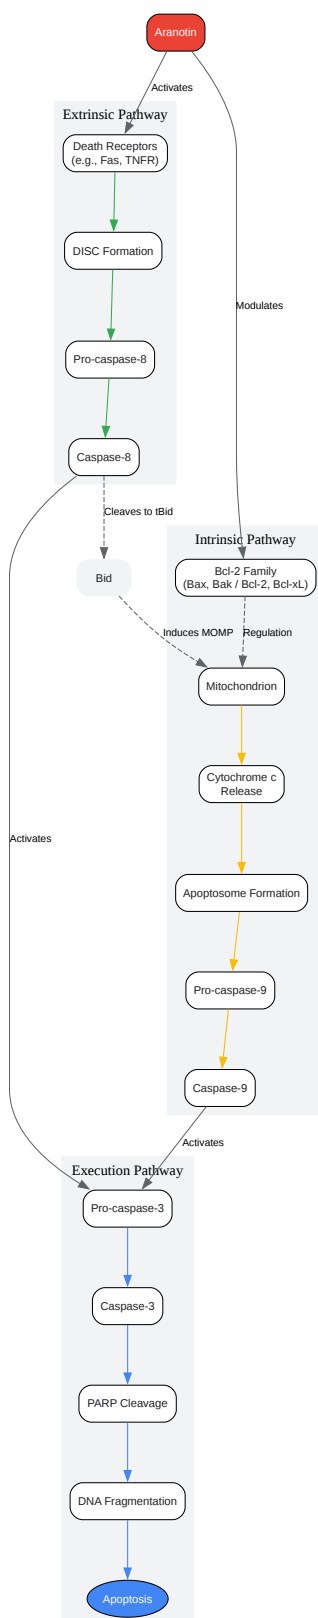 Aranotin
Activates
Extrinsic Pathway
Death Receptors
(e.g., Fas, TNFR)
DISC Formation
Modulates
Pro-caspase-8
Caspase-8
Cleaves to tBid
Intrinsic Pathway
Bid
Bcl-2 Family
(Bax, Bak / Bcl-2, Bcl-xL)
Induces MOMP
Regulation
Mitochondrion
Cytochrome c
Release
Activates
Apoptosome Formation
Pro-caspase-9
Caspase-9
Activates
Execution Pathway
Pro-caspase-3
Caspase-3
PARP Cleavage
DNA Fragmentation
Apoptosis